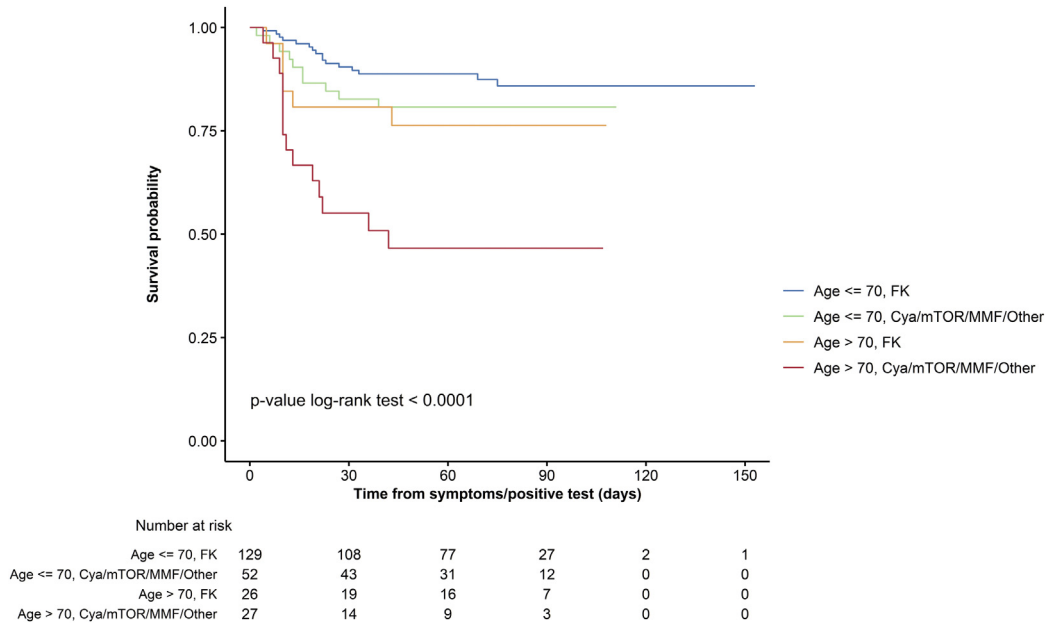 1.00
0.75
0.50
0.25
0.00
Survival probability
p-value log-rank test < 0.0001
0 30 60 90 120 150
Time from symptoms/positive test (days)
Age <= 70, FK
Age <= 70, Cya/mTOR/MMF/Other
Age > 70, FK
Age > 70, Cya/mTOR/MMF/Other
Number at risk
Age <= 70, FK 129 108 77 27 2 1
Age <= 70, Cya/mTOR/MMF/Other 52 43 31 12 0 0
Age > 70, FK 26 19 16 7 0 0
Age > 70, Cya/mTOR/MMF/Other 27 14 9 3 0 0